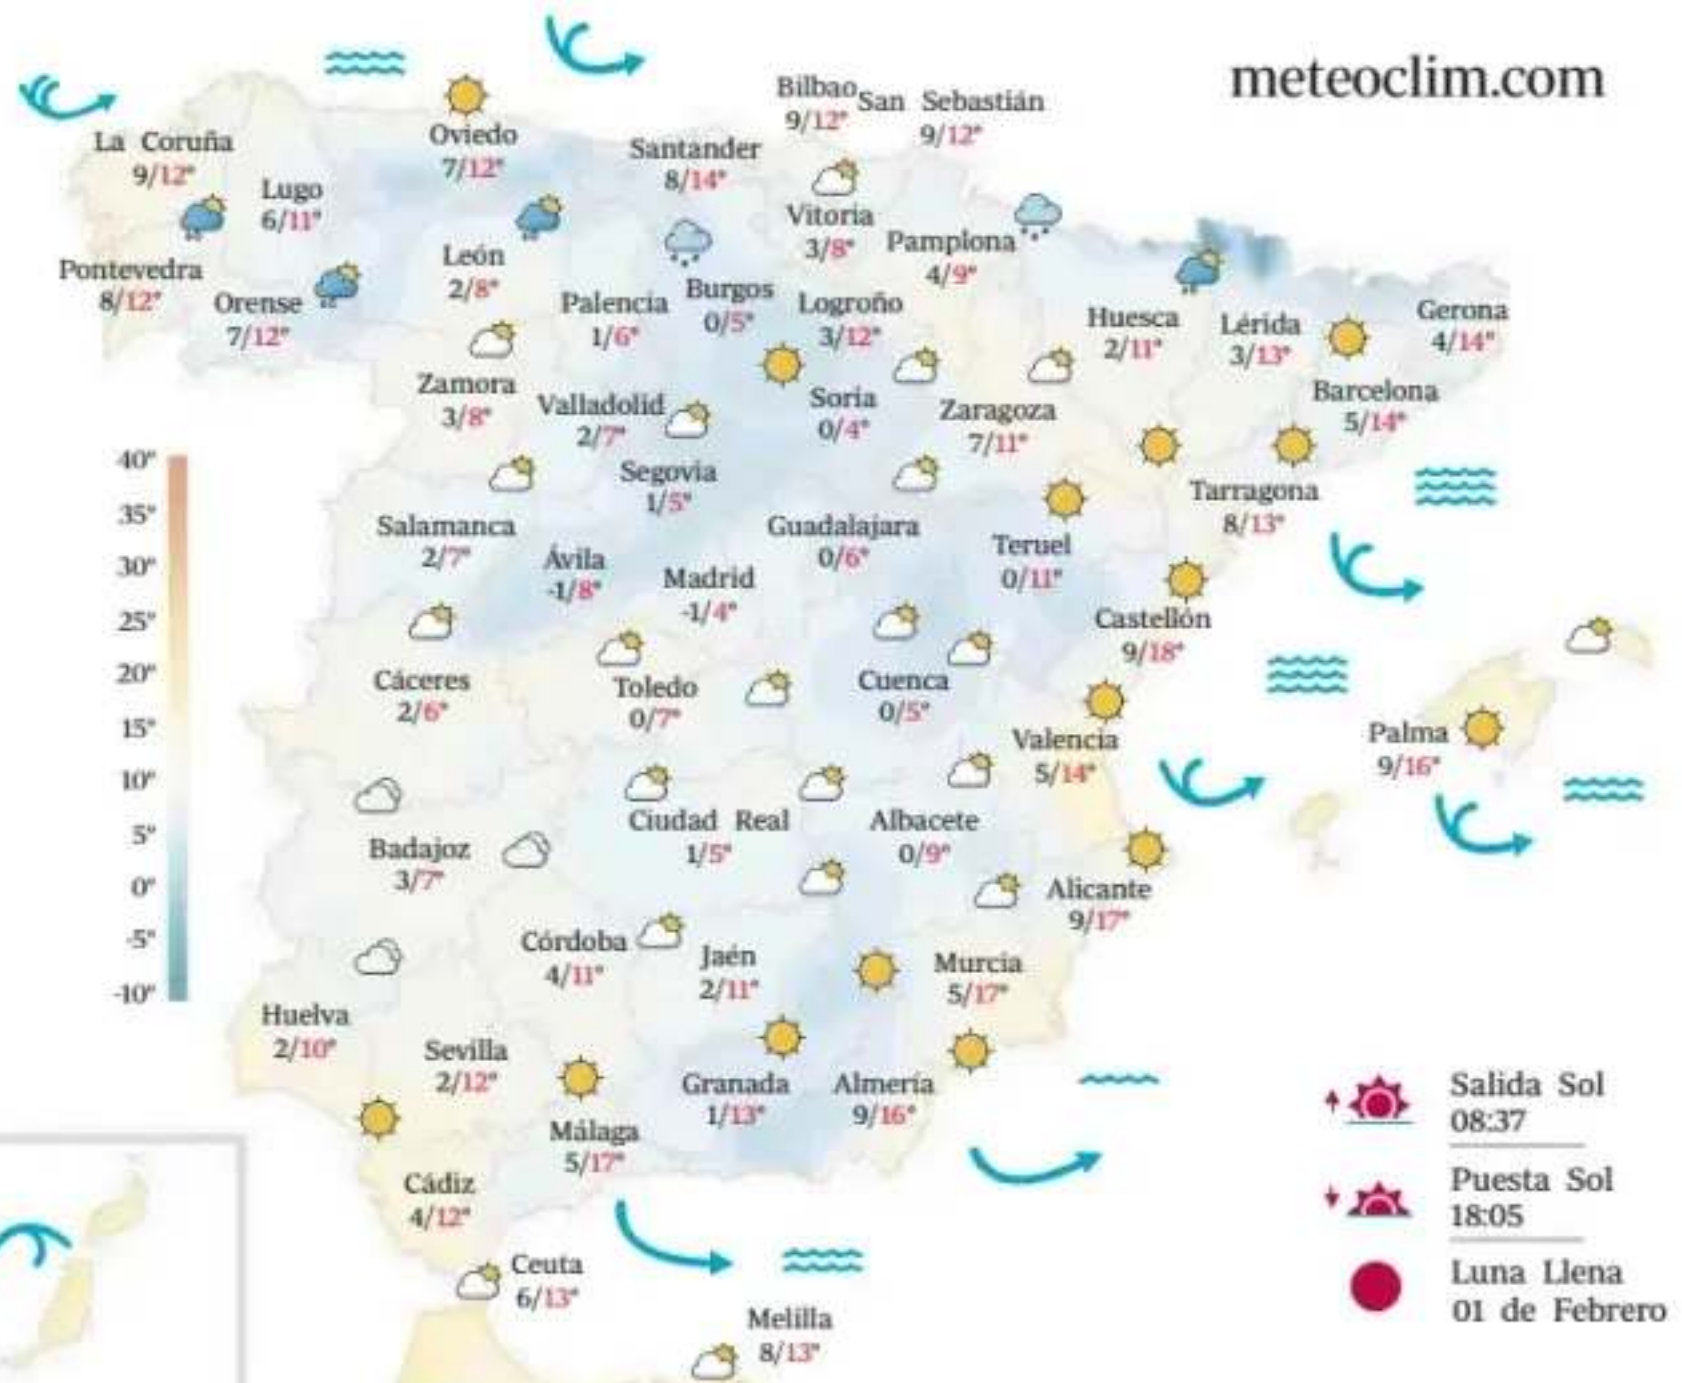 meteoclim.com
Bilbao
9/12°
San Sebastián
9/12°
La Coruña
9/12°
Oviedo
7/12°
Santander
8/14°
Lugo
6/11°
Vitoria
3/8°
Pamplona
4/9°
Pontevedra
8/12°
León
2/8°
Orense
7/12°
Palencia
1/6°
Burgos
0/5°
Logroño
3/12°
Huesca
2/11°
Lérida
3/13°
Gerona
4/14°
Zamora
3/8°
Valladolid
2/7°
Soria
0/4°
Zaragoza
7/11°
Barcelona
5/14°
Segovia
1/5°
Tarragona
8/13°
Salamanca
2/7°
Ávila
-1/8°
Madrid
-1/4°
Guadalajara
0/6°
Teruel
0/11°
Castellón
9/18°
Cáceres
2/6°
Toledo
0/7°
Cuenca
0/5°
Valencia
5/14°
Palma
9/16°
Badajoz
3/7°
Ciudad Real
1/5°
Albacete
0/9°
Alicante
9/17°
Córdoba
4/11°
Jaén
2/11°
Murcia
5/17°
Huelva
2/10°
Sevilla
2/12°
Granada
1/13°
Almería
9/16°
Málaga
5/17°
Cádiz
4/12°
Ceuta
6/13°
Melilla
8/13°
40°
35°
30°
25°
20°
15°
10°
5°
0°
-5°
-10°
Salida Sol
08:37
Puesta Sol
18:05
Luna Llena
01 de Febrero